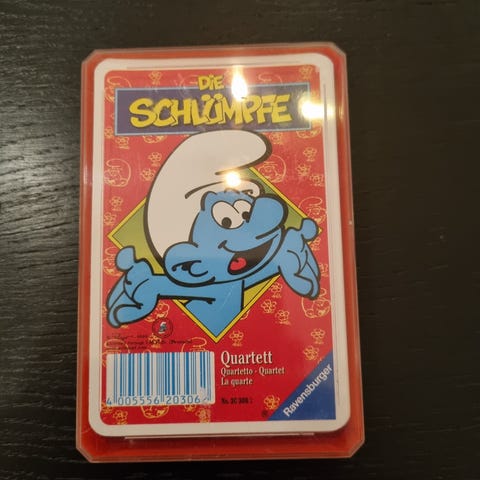 DIE
SCHLÜMPFE
Quartett
Quartetto - Quartet
La quarte
Ravensburger
4 005556 20306